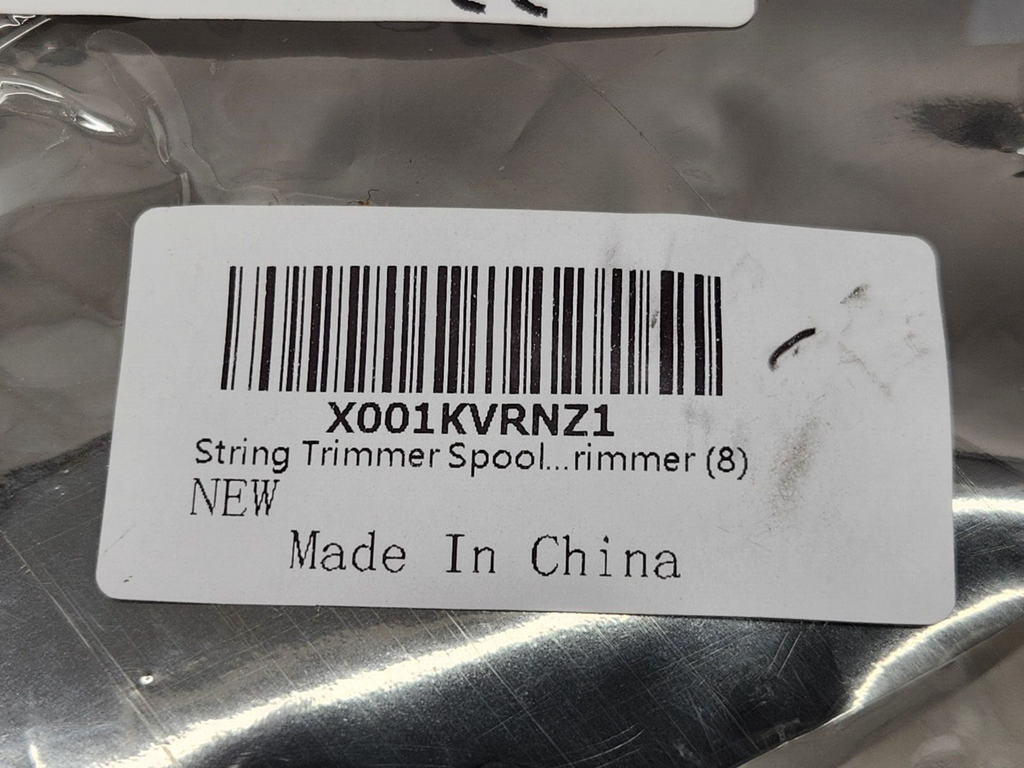 X001KVRNZ1
String Trimmer Spool...rimmer (8)
NEW
Made In China